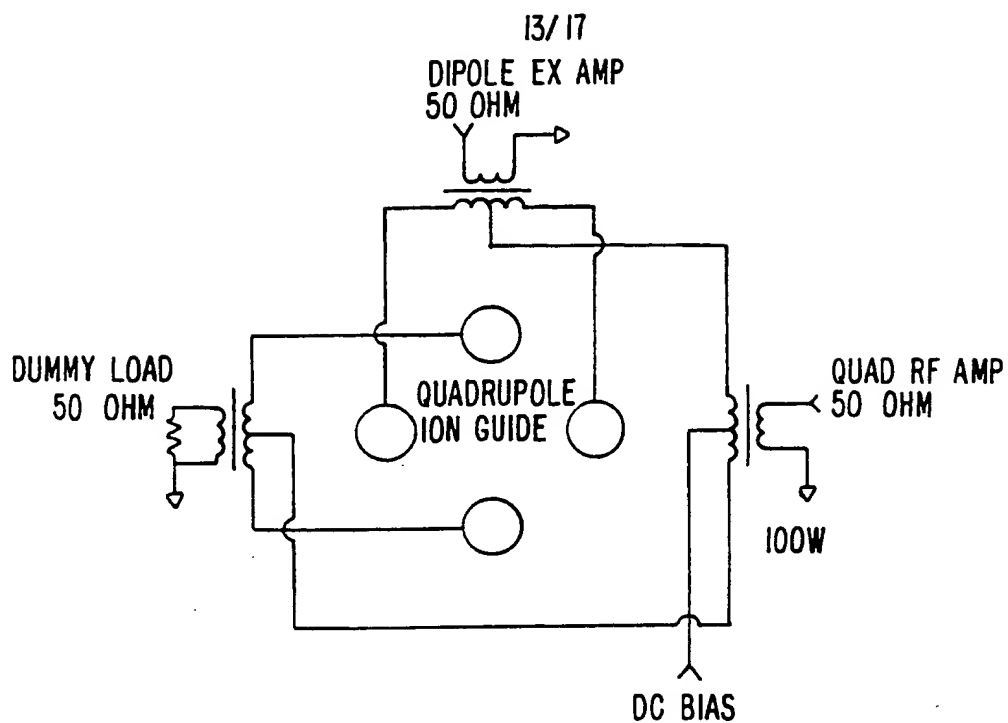 13/17
DIPOLE EX AMP
50 OHM
DUMMY LOAD
50 OHM
QUADRUPOLE
ION GUIDE
QUAD RF AMP
50 OHM
100W
DC BIAS